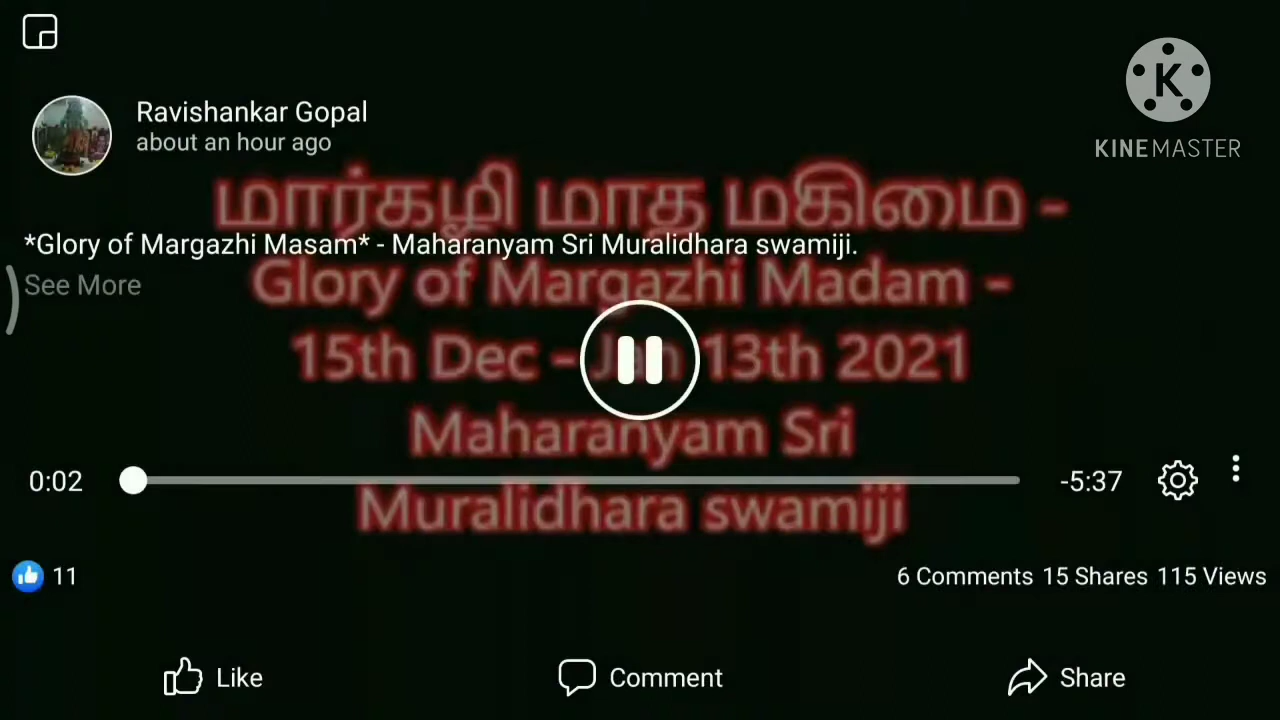 K
KINEMASTER
Ravishankar Gopal
about an hour ago
மார்கழி மாத மகிமை -
*Glory of Margazhi Masam* - Maharanyam Sri Muralidhara swamiji.
See More
Glory of Margazhi Madam -
15th Dec - Jan 13th 2021
Maharanyam Sri
0:02
-5:37
Muralidhara swamiji
11
6 Comments 15 Shares 115 Views
Like
Comment
Share